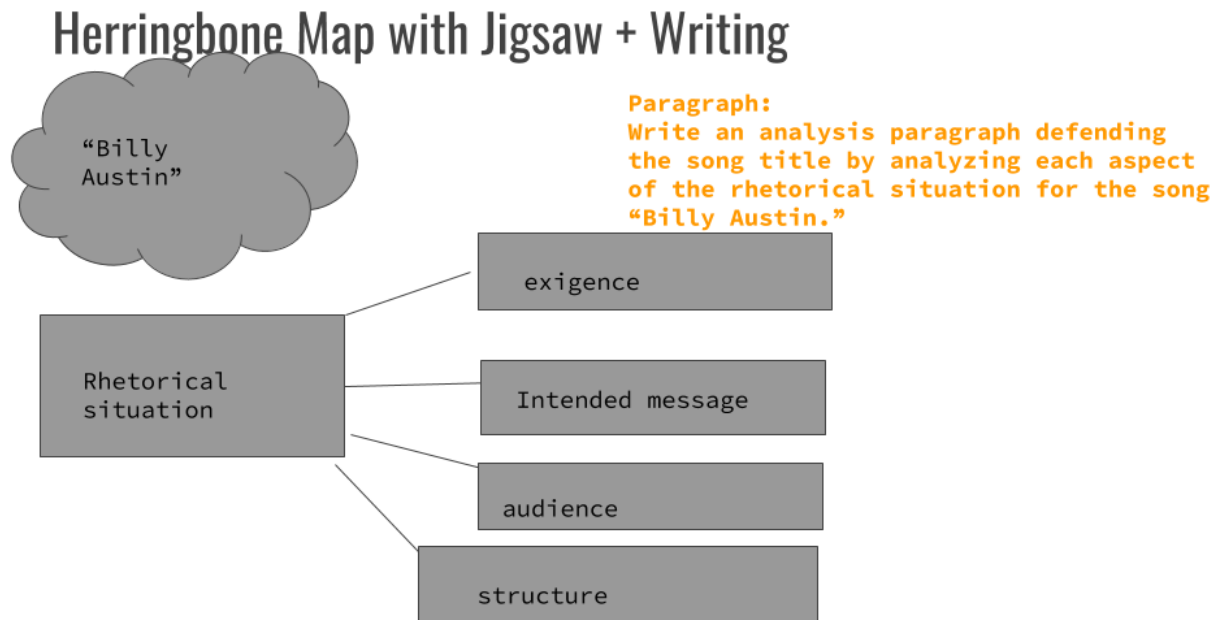 Herringbone Map with Jigsaw + Writing
“Billy
Austin”
Paragraph:
Write an analysis paragraph defending
the song title by analyzing each aspect
of the rhetorical situation for the song
“Billy Austin.”
exigence
Rhetorical
situation
Intended message
audience
structure